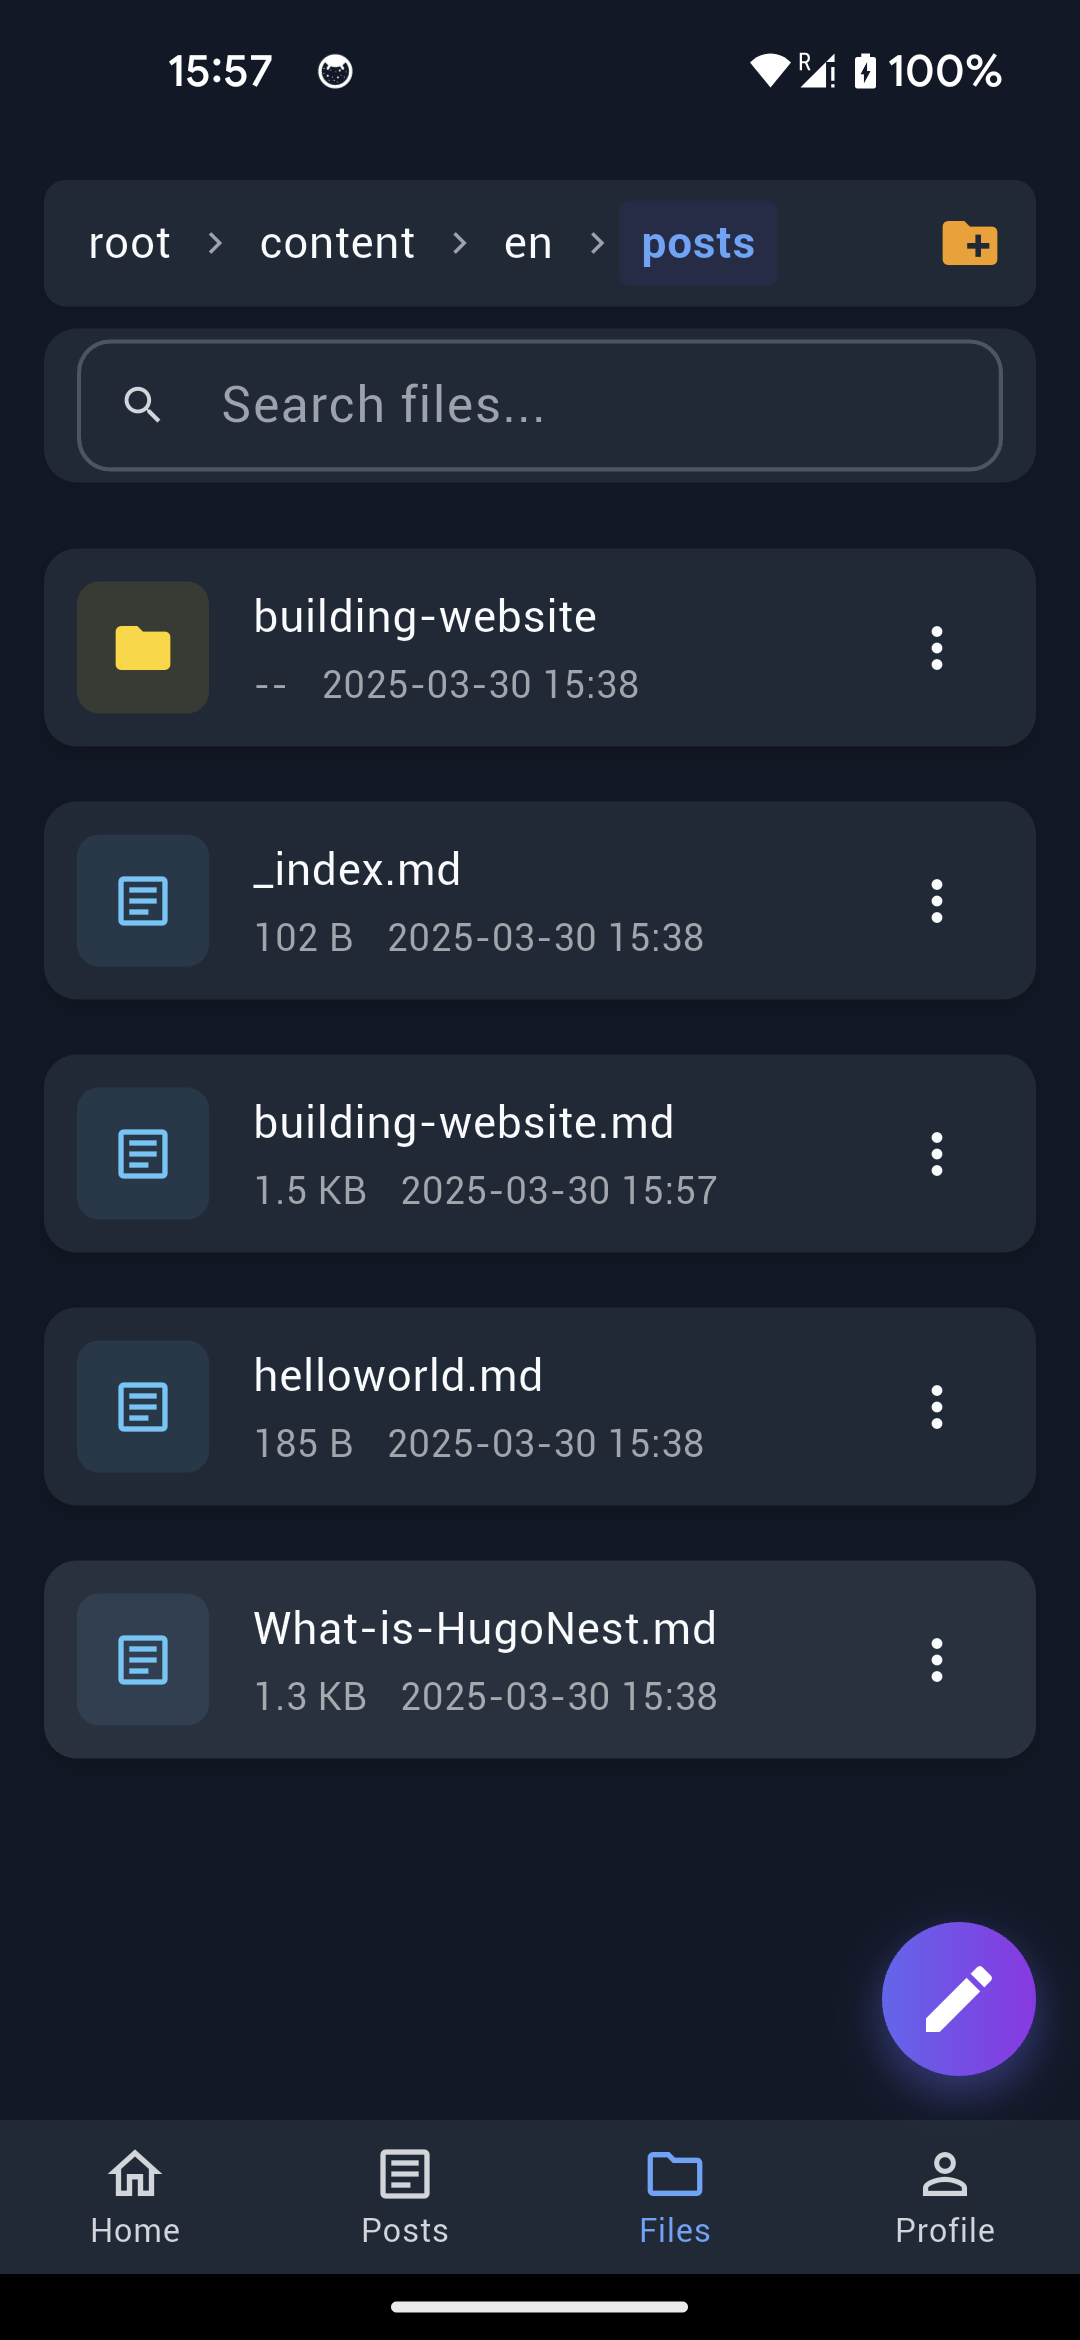 15:57 R 100%
root > content > en > posts
Search files...
building-website
-- 2025-03-30 15:38
_index.md
102 B 2025-03-30 15:38
building-website.md
1.5 KB 2025-03-30 15:57
helloworld.md
185 B 2025-03-30 15:38
What-is-HugoNest.md
1.3 KB 2025-03-30 15:38
Home Posts Files Profile